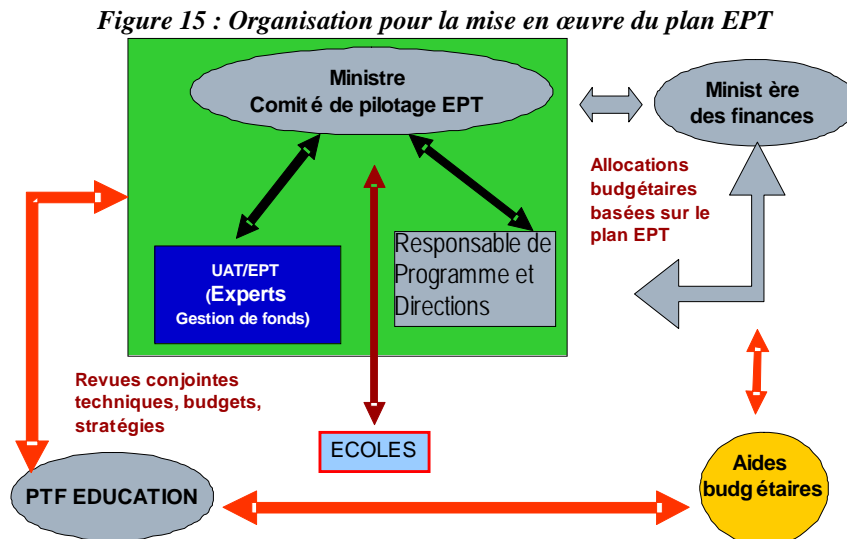 Figure 15 : Organisation pour la mise en œuvre du plan EPT
Ministre
Comit é de pilotage EPT
Minist ère
des finances
Allocations
budgétaires
basées sur le
plan EPT
UAT/EPT
(Experts
Gestion de fonds)
Responsable de
Programme et
Directions
Revues conjointes
techniques, budgets,
stratégies
ECOLES
PTF EDUCATION
Aides
budg étaires